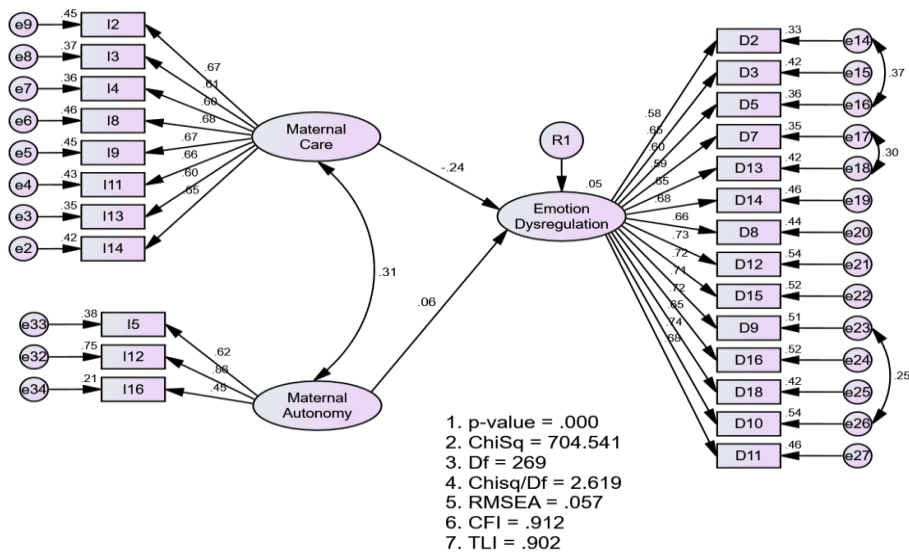 e9 .45 I2
e8 .37 I3
e7 .36 I4
e6 .46 I8
e5 .45 I9
e4 .43 I11
e3 .35 I13
e2 .42 I14
.67
.61
.60
.68
.67
.66
.60
.65
Maternal
Care
-.24
.31
.06
e33 .38 I5
e32 .75 I12
e34 .21 I16
.62
.86
.45
Maternal
Autonomy
R1
.05
Emotion
Dysregulation
.58
.65
.60
.59
.65
.68
.66
.73
.72
.71
.72
.65
.74
.68
D2 .33 e14
D3 .42 e15
D5 .36 e16
D7 .35 e17
D13 .42 e18
D14 .46 e19
D8 .44 e20
D12 .54 e21
D15 .52 e22
D9 .51 e23
D16 .52 e24
D18 .42 e25
D10 .54 e26
D11 .46 e27
.37
.30
.25
1. p-value = .000
2. ChiSq = 704.541
3. Df = 269
4. Chisq/Df = 2.619
5. RMSEA = .057
6. CFI = .912
7. TLI = .902